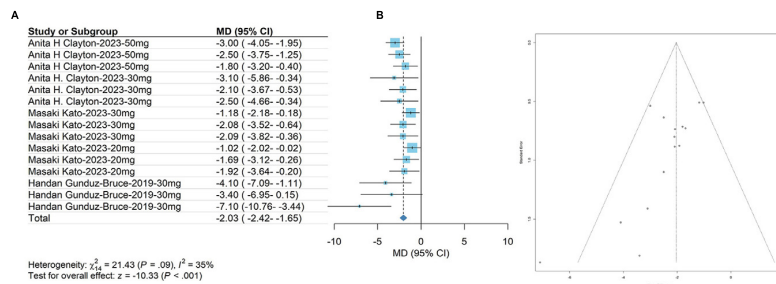 A
B
Study or Subgroup MD (95% CI)
Anita H Clayton-2023-50mg -3.00 ( -4.05- -1.95)
Anita H Clayton-2023-50mg -2.50 ( -3.75- -1.25)
Anita H Clayton-2023-50mg -1.80 ( -3.20- -0.40)
Anita H. Clayton-2023-30mg -3.10 ( -5.86- -0.34)
Anita H. Clayton-2023-30mg -2.10 ( -3.67- -0.53)
Anita H. Clayton-2023-30mg -2.50 ( -4.66- -0.34)
Masaki Kato-2023-30mg -1.18 ( -2.18- -0.18)
Masaki Kato-2023-30mg -2.08 ( -3.52- -0.64)
Masaki Kato-2023-30mg -2.09 ( -3.82- -0.36)
Masaki Kato-2023-20mg -1.02 ( -2.02- -0.02)
Masaki Kato-2023-20mg -1.69 ( -3.12- -0.26)
Masaki Kato-2023-20mg -1.92 ( -3.64- -0.20)
Handan Gunduz-Bruce-2019-30mg -4.10 ( -7.09- -1.11)
Handan Gunduz-Bruce-2019-30mg -3.40 ( -6.95- 0.15)
Handan Gunduz-Bruce-2019-30mg -7.10 (-10.76- -3.44)
Total -2.03 ( -2.42- -1.65)
-10 -5 0 5 10
MD (95% CI)
Heterogeneity: χ²₁₄ = 21.43 (P = .09), I² = 35%
Test for overall effect: z = -10.33 (P < .001)